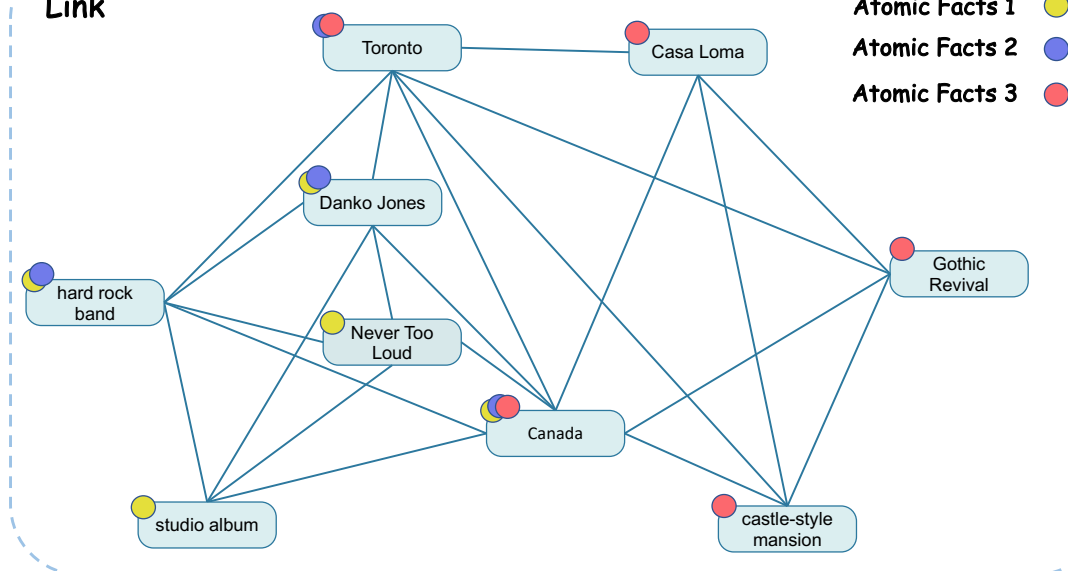 Link
Atomic Facts 1
Atomic Facts 2
Atomic Facts 3
Toronto
Casa Loma
Danko Jones
Gothic
Revival
hard rock
band
Never Too
Loud
Canada
studio album
castle-style
mansion